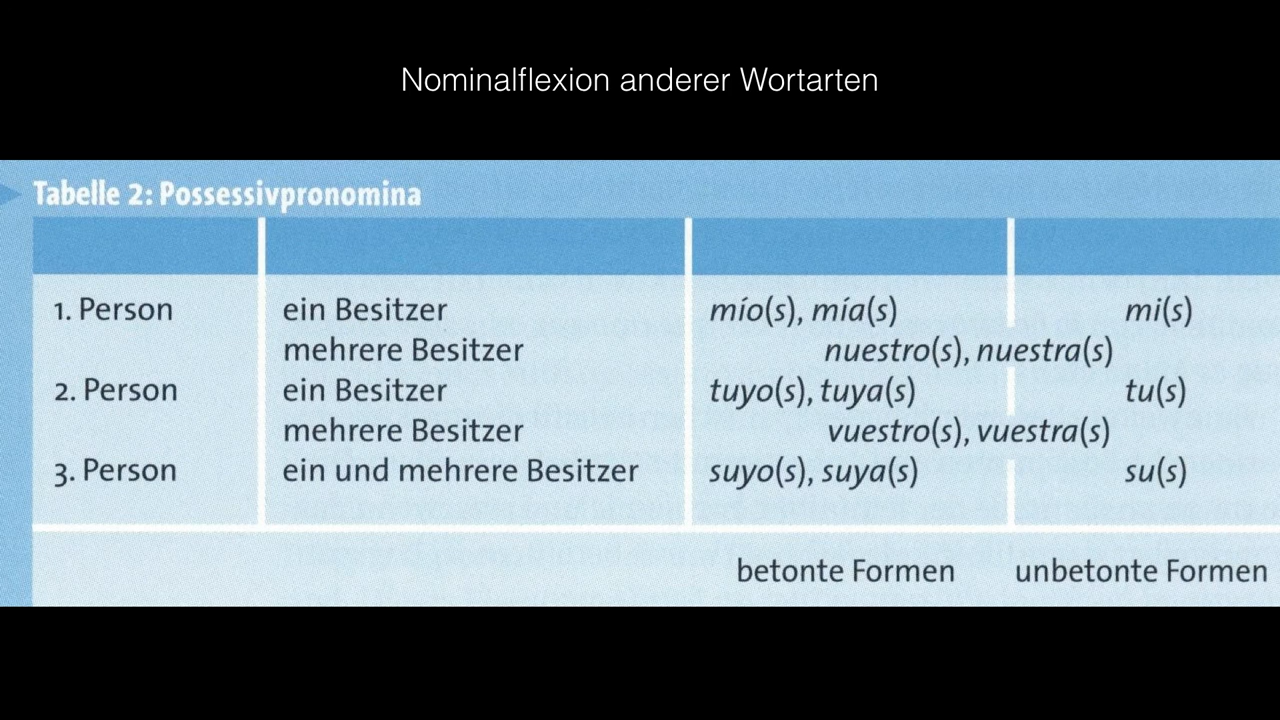 Nominalflexion anderer Wortarten
Tabelle 2: Possessivpronomina
1. Person ein Besitzer mío(s), mía(s) mi(s)
mehrere Besitzer nuestro(s), nuestra(s)
2. Person ein Besitzer tuyo(s), tuya(s) tu(s)
mehrere Besitzer vuestro(s), vuestra(s)
3. Person ein und mehrere Besitzer suyo(s), suya(s) su(s)
betonte Formen unbetonte Formen